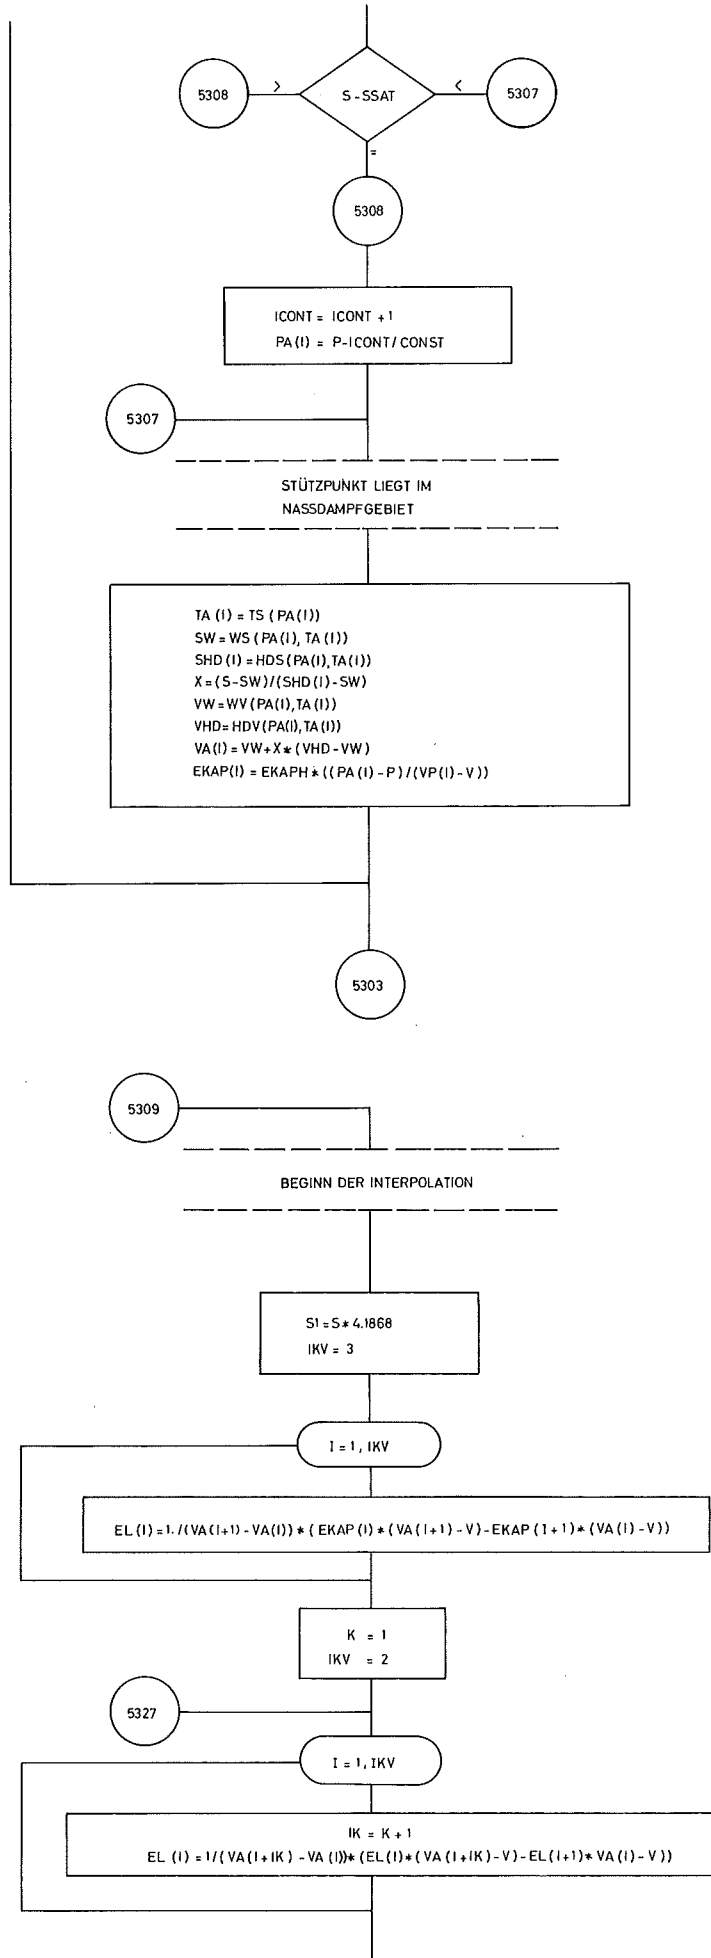 5308
>
S-SSAT
<
5307
=
5308
ICONT = ICONT + 1
PA(I) = P-ICONT/CONST
5307
STÜTZPUNKT LIEGT IM
NASSDAMPFGEBIET
TA(I) = TS(PA(I))
SW = WS(PA(I), TA(I))
SHD(I) = HDS(PA(I),TA(I))
X=(S-SW)/(SHD(I)-SW)
VW=WV(PA(I),TA(I))
VHD=HDV(PA(I),TA(I))
VA(I)=VW+X*(VHD-VW)
EKAP(I) = EKAPH*((PA(I)-P)/(VP(I)-V))
5303
5309
BEGINN DER INTERPOLATION
S1=S*4.1868
IKV = 3
I = 1, IKV
EL(I)=1./(VA(I+1)-VA(I))*(EKAP(I)*(VA(I+1)-V)-EKAP(I+1)*(VA(I)-V))
K = 1
IKV = 2
5327
I = 1, IKV
IK = K + 1
EL(I)=1/(VA(I+IK)-VA(I))*(EL(I)*(VA(I+IK)-V)-EL(I+1)*VA(I)-V))